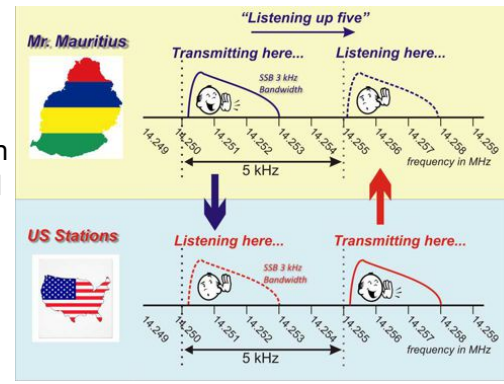 "Listening up five"
Mr. Mauritius
Transmitting here...
Listening here...
SSB 3 kHz
Bandwidth
14.249
14.250
14.251
14.252
14.253
14.254
14.255
14.256
14.257
14.258
14.259
5 kHz
frequency in MHz
US Stations
Listening here...
Transmitting here...
SSB 3 kHz
Bandwidth
14.249
14.250
14.251
14.252
14.253
14.254
14.255
14.256
14.257
14.258
14.259
5 kHz
frequency in MHz